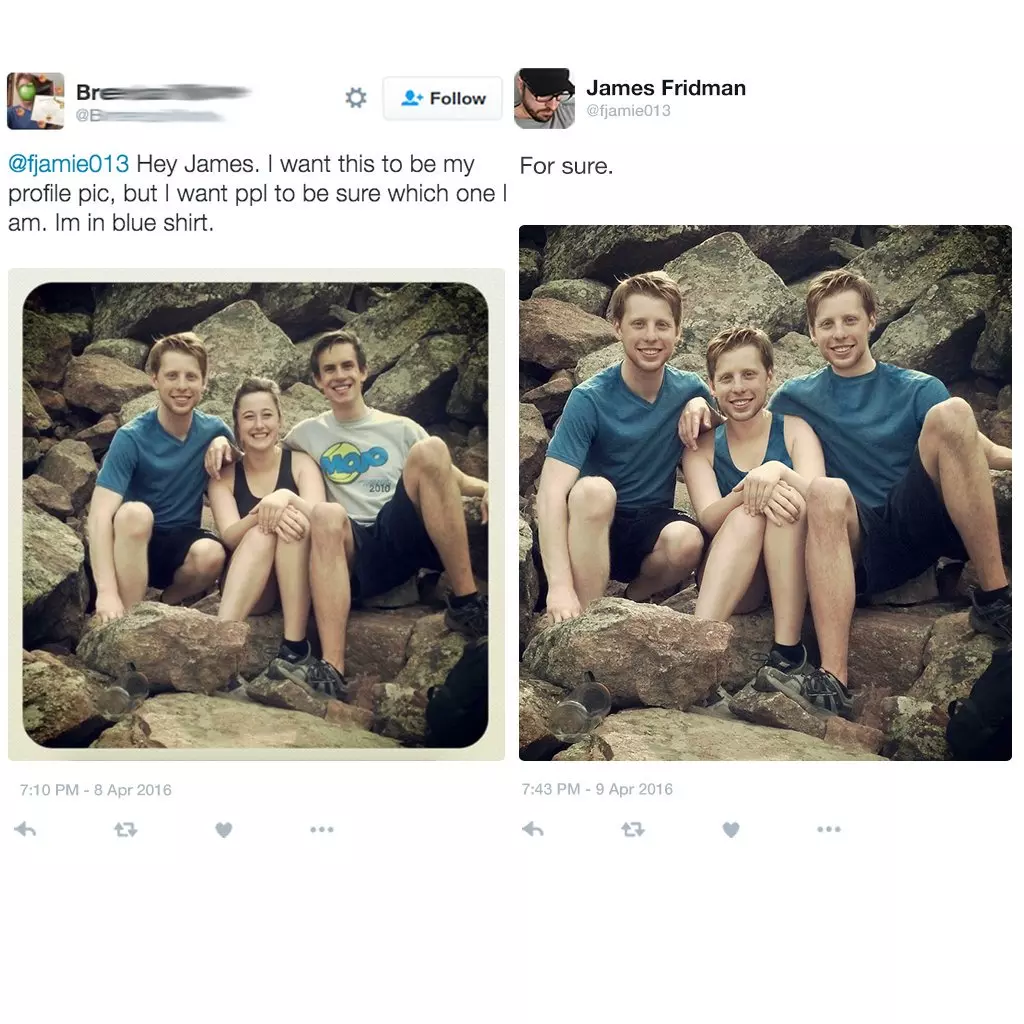 Br
@
Follow
@fjamie013 Hey James. I want this to be my
profile pic, but I want ppl to be sure which one I
am. Im in blue shirt.
MOJO
2010
7:10 PM - 8 Apr 2016
James Fridman
@fjamie013
For sure.
7:43 PM - 9 Apr 2016